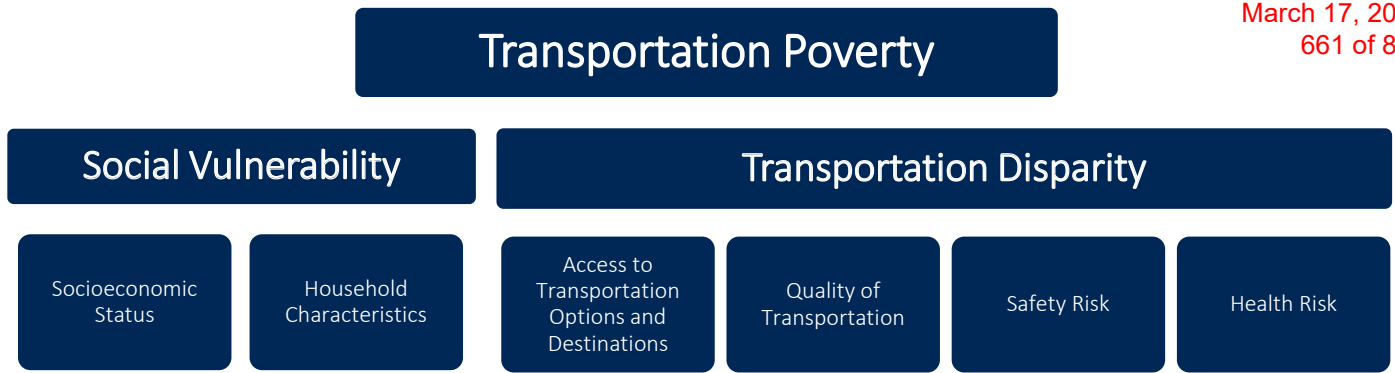 March 17, 20
661 of 8
Transportation Poverty
Social Vulnerability
Transportation Disparity
Socioeconomic
Status
Household
Characteristics
Access to
Transportation
Options and
Destinations
Quality of
Transportation
Safety Risk
Health Risk